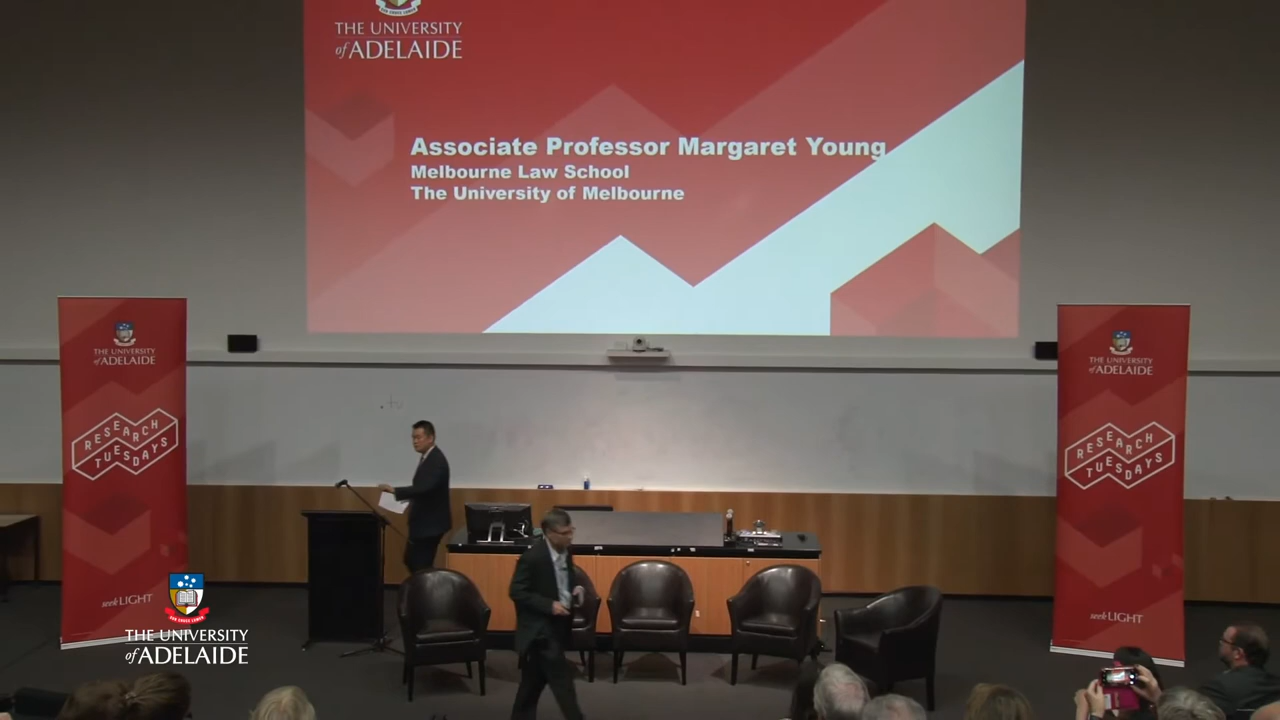 THE UNIVERSITY
of ADELAIDE
Associate Professor Margaret Young
Melbourne Law School
The University of Melbourne
THE UNIVERSITY
of ADELAIDE
RESEARCH
TUESDAYS
seek LIGHT
THE UNIVERSITY
of ADELAIDE
RESEARCH
TUESDAYS
seek LIGHT
THE UNIVERSITY
of ADELAIDE